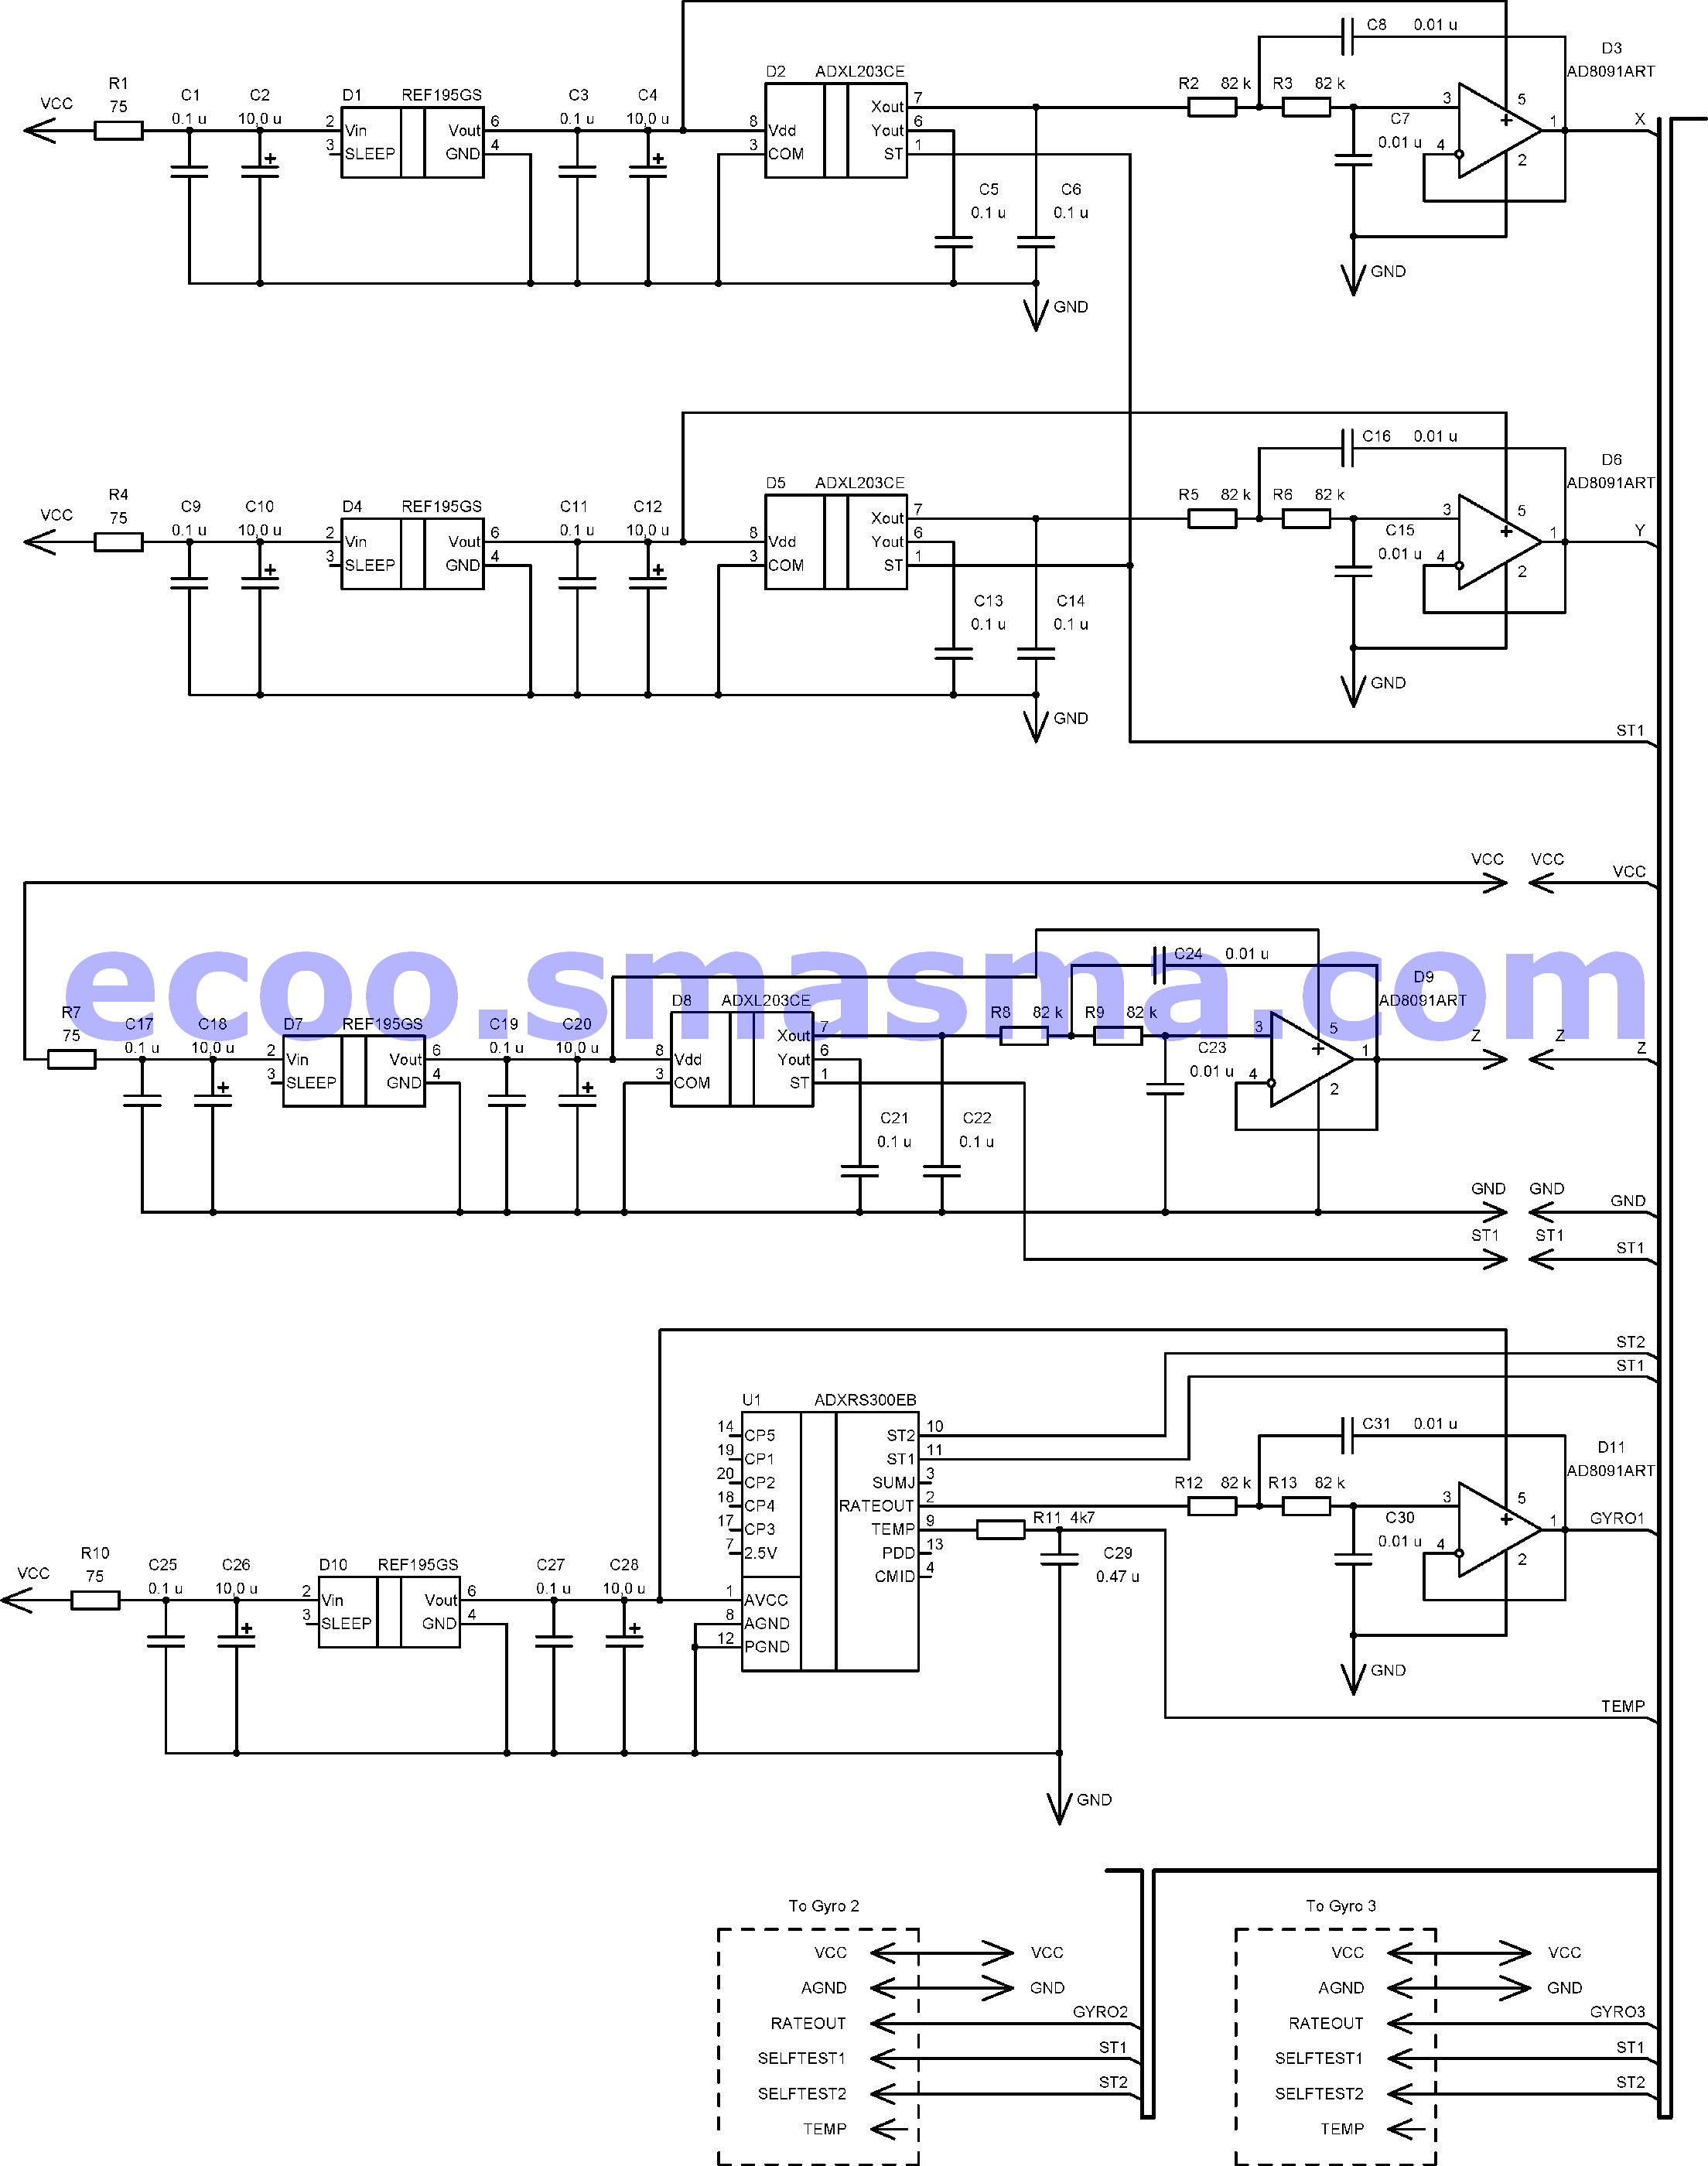 C8 0.01 u
D3
AD8091ART
R1
75
VCC
C1
0.1 u
C2
10,0 u
D1 REF195GS
2 Vin
3 SLEEP
Vout 6
GND 4
C3
0.1 u
C4
10,0 u
D2 ADXL203CE
8 Vdd
3 COM
Xout 7
Yout 6
ST 1
R2 82 k
R3 82 k
C7
0.01 u
3
4
5
+
1
2
X
C5
0.1 u
C6
0.1 u
GND
GND
C16 0.01 u
D6
AD8091ART
R4
75
VCC
C9
0.1 u
C10
10,0 u
D4 REF195GS
2 Vin
3 SLEEP
Vout 6
GND 4
C11
0.1 u
C12
10,0 u
D5 ADXL203CE
8 Vdd
3 COM
Xout 7
Yout 6
ST 1
R5 82 k
R6 82 k
C15
0.01 u
3
4
5
+
1
2
Y
C13
0.1 u
C14
0.1 u
GND
GND
ST1
VCC VCC
VCC
ecoo.smasma.com
C24 0.01 u
D9
AD8091ART
R7
75
C17
0.1 u
C18
10,0 u
D7 REF195GS
2 Vin
3 SLEEP
Vout 6
GND 4
C19
0.1 u
C20
10,0 u
D8 ADXL203CE
8 Vdd
3 COM
Xout 7
Yout 6
ST 1
R8 82 k
R9 82 k
C23
0.01 u
3
4
5
+
1
2
Z Z Z
C21
0.1 u
C22
0.1 u
GND GND
GND
ST1 ST1
ST1
ST2
ST1
U1 ADXRS300EB
14 CP5
19 CP1
20 CP2
18 CP4
17 CP3
7 2.5V
1 AVCC
8 AGND
12 PGND
ST2 10
ST1 11
SUMJ 3
RATEOUT 2
TEMP 9
PDD 13
CMID 4
C31 0.01 u
D11
AD8091ART
R12 82 k
R13 82 k
R11 4k7
C29
0.47 u
C30
0.01 u
3
4
5
+
1
2
GYRO1
R10
75
VCC
C25
0.1 u
C26
10,0 u
D10 REF195GS
2 Vin
3 SLEEP
Vout 6
GND 4
C27
0.1 u
C28
10,0 u
GND
TEMP
GND
To Gyro 2
VCC VCC
AGND GND
RATEOUT GYRO2
SELFTEST1 ST1
SELFTEST2 ST2
TEMP
To Gyro 3
VCC VCC
AGND GND
RATEOUT GYRO3
SELFTEST1 ST1
SELFTEST2 ST2
TEMP